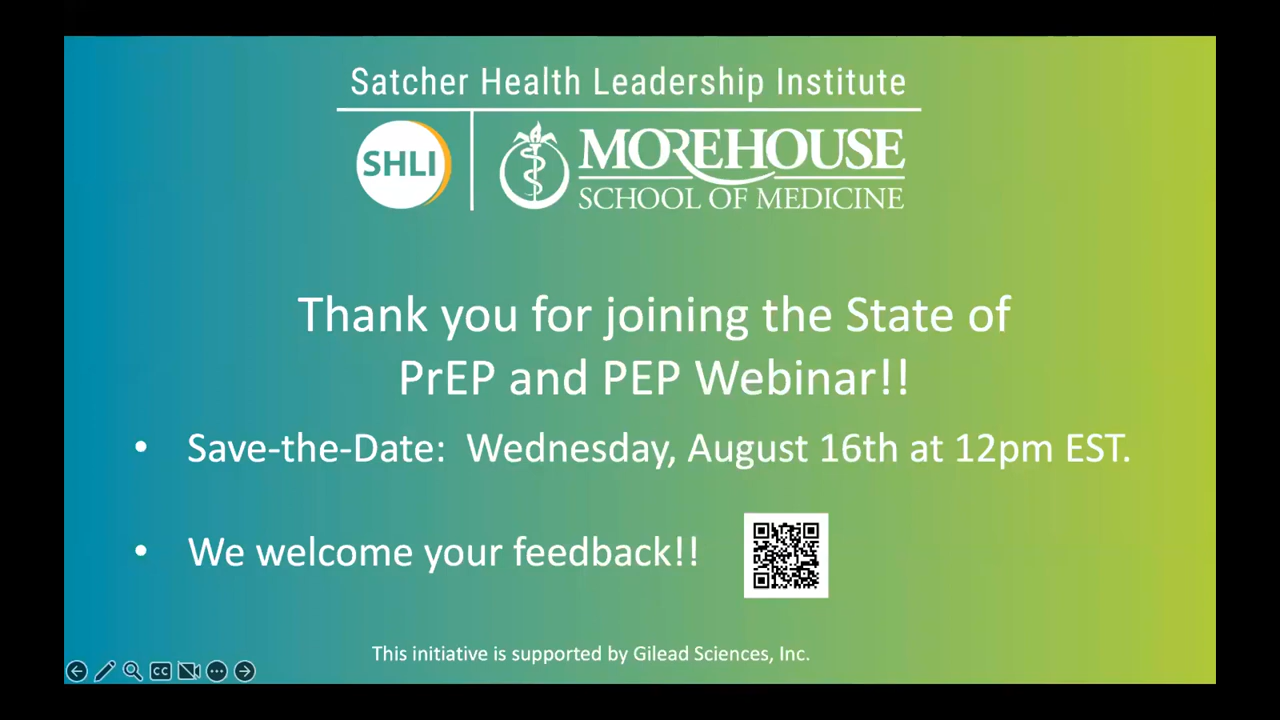 Satcher Health Leadership Institute
SHLI
MOREHOUSE
SCHOOL OF MEDICINE
Thank you for joining the State of
PrEP and PEP Webinar!!
• Save-the-Date:  Wednesday, August 16th at 12pm EST.
• We welcome your feedback!!
This initiative is supported by Gilead Sciences, Inc.
CC